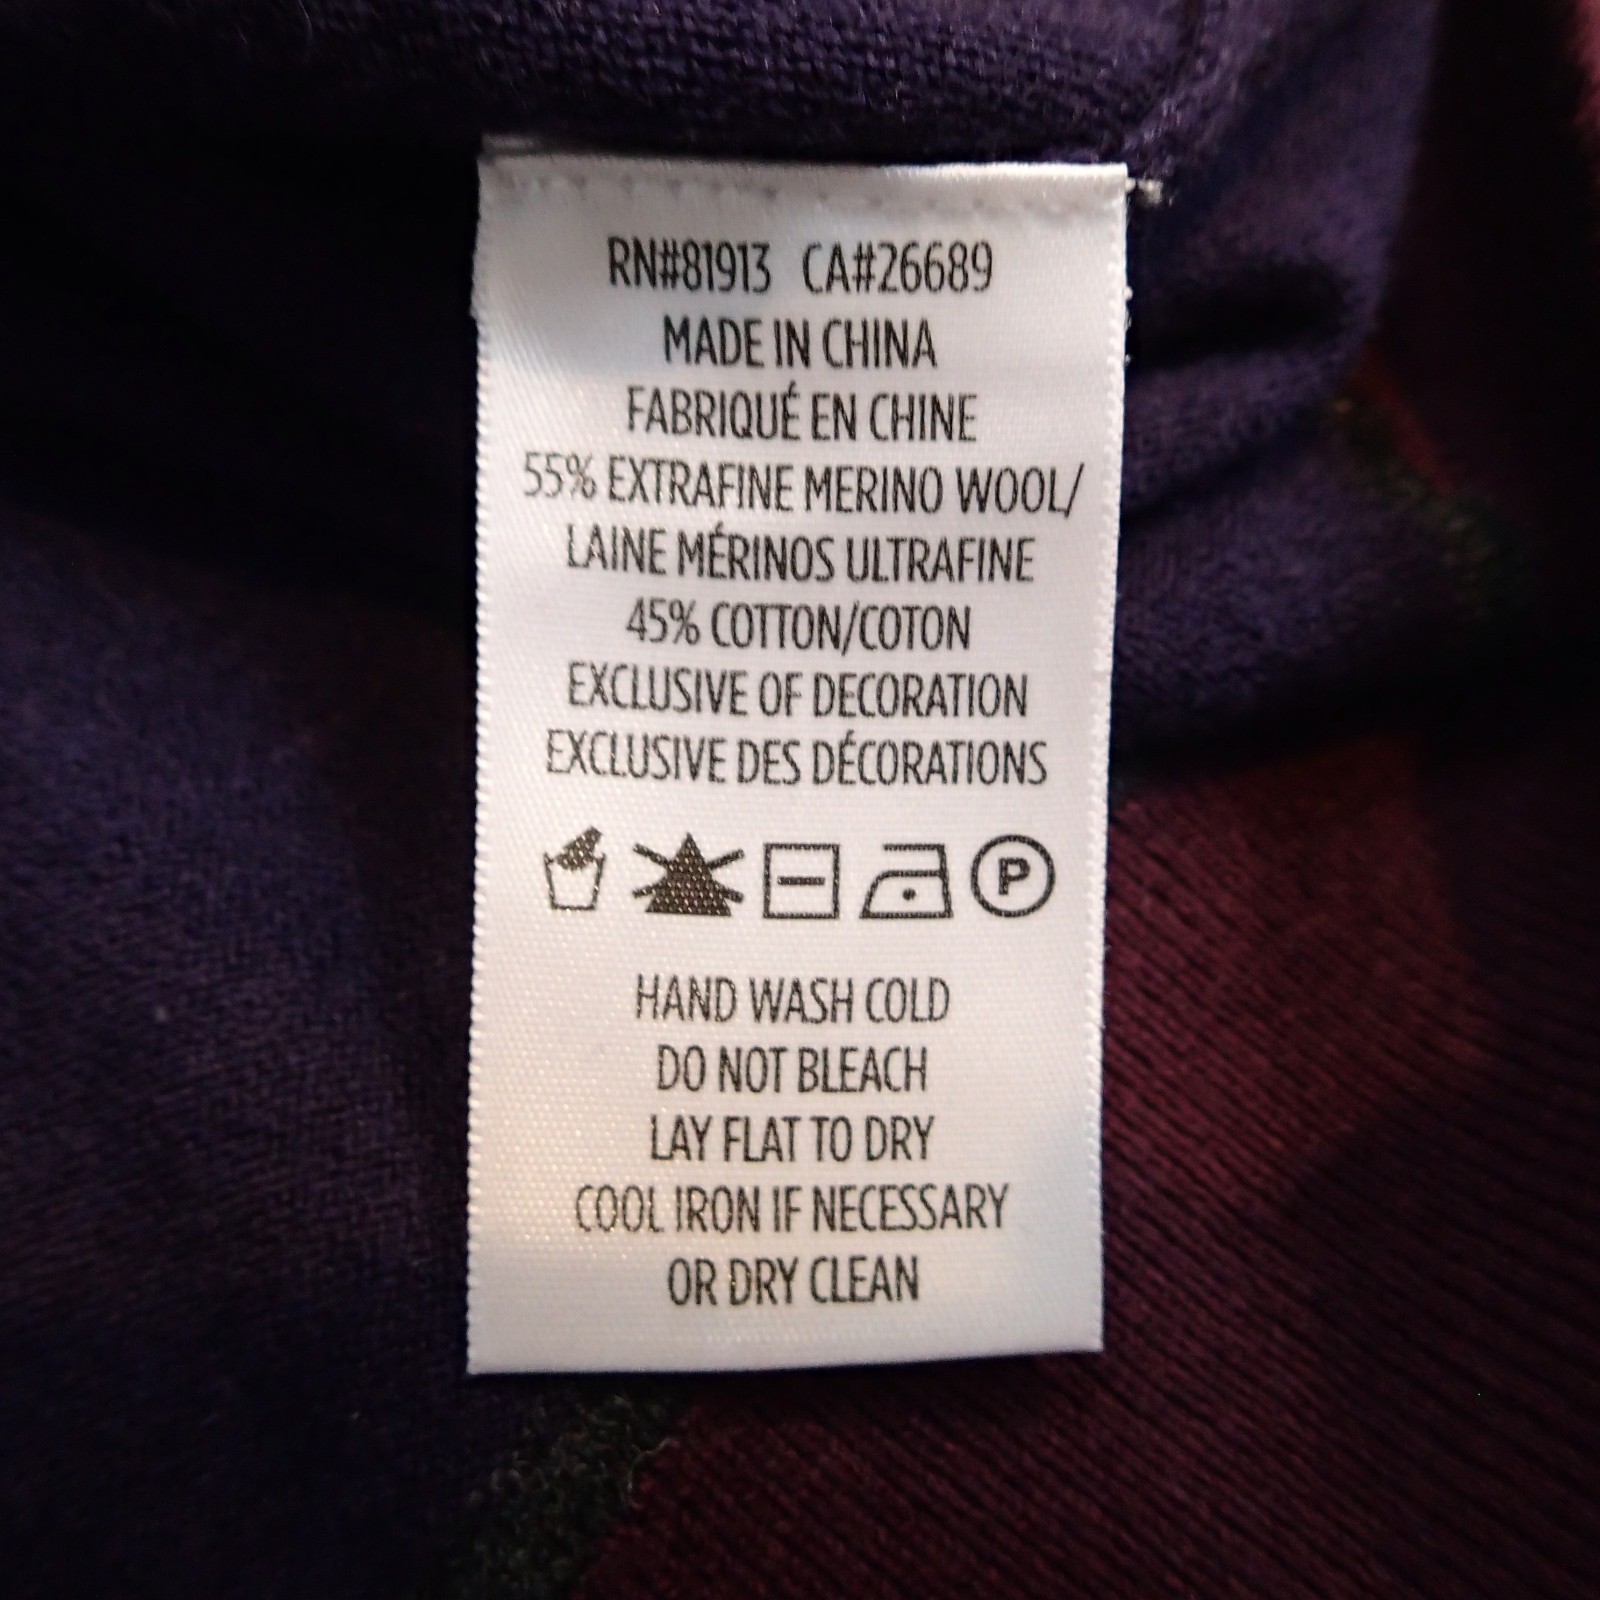 RN#81913 CA#26689
MADE IN CHINA
FABRIQUÉ EN CHINE
55% EXTRAFINE MERINO WOOL/
LAINE MÉRINOS ULTRAFINE
45% COTTON/COTON
EXCLUSIVE OF DECORATION
EXCLUSIVE DES DÉCORATIONS
P
HAND WASH COLD
DO NOT BLEACH
LAY FLAT TO DRY
COOL IRON IF NECESSARY
OR DRY CLEAN